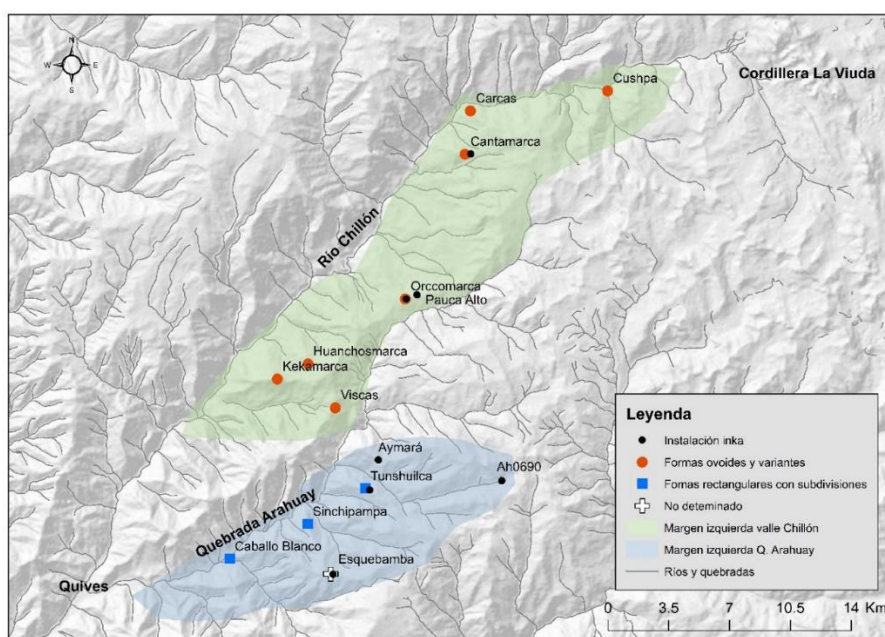 N
W E
S
Cordillera La Viuda
Cushpa
Carcas
Cantamarca
Río Chillón
Orccomarca
Pauca Alto
Huanchosmarca
Kekamarca
Viscas
Aymará
Tunshuilca
Ah0690
Sinchipampa
Quebrada Arahuay
Caballo Blanco
Esquebamba
Quives
Leyenda
Instalación inka
Formas ovoides y variantes
Fomas rectangulares con subdivisiones
No deteminado
Margen izquierda valle Chillón
Margen izquierda Q. Arahuay
Ríos y quebradas
0 3.5 7 10.5 14 Km